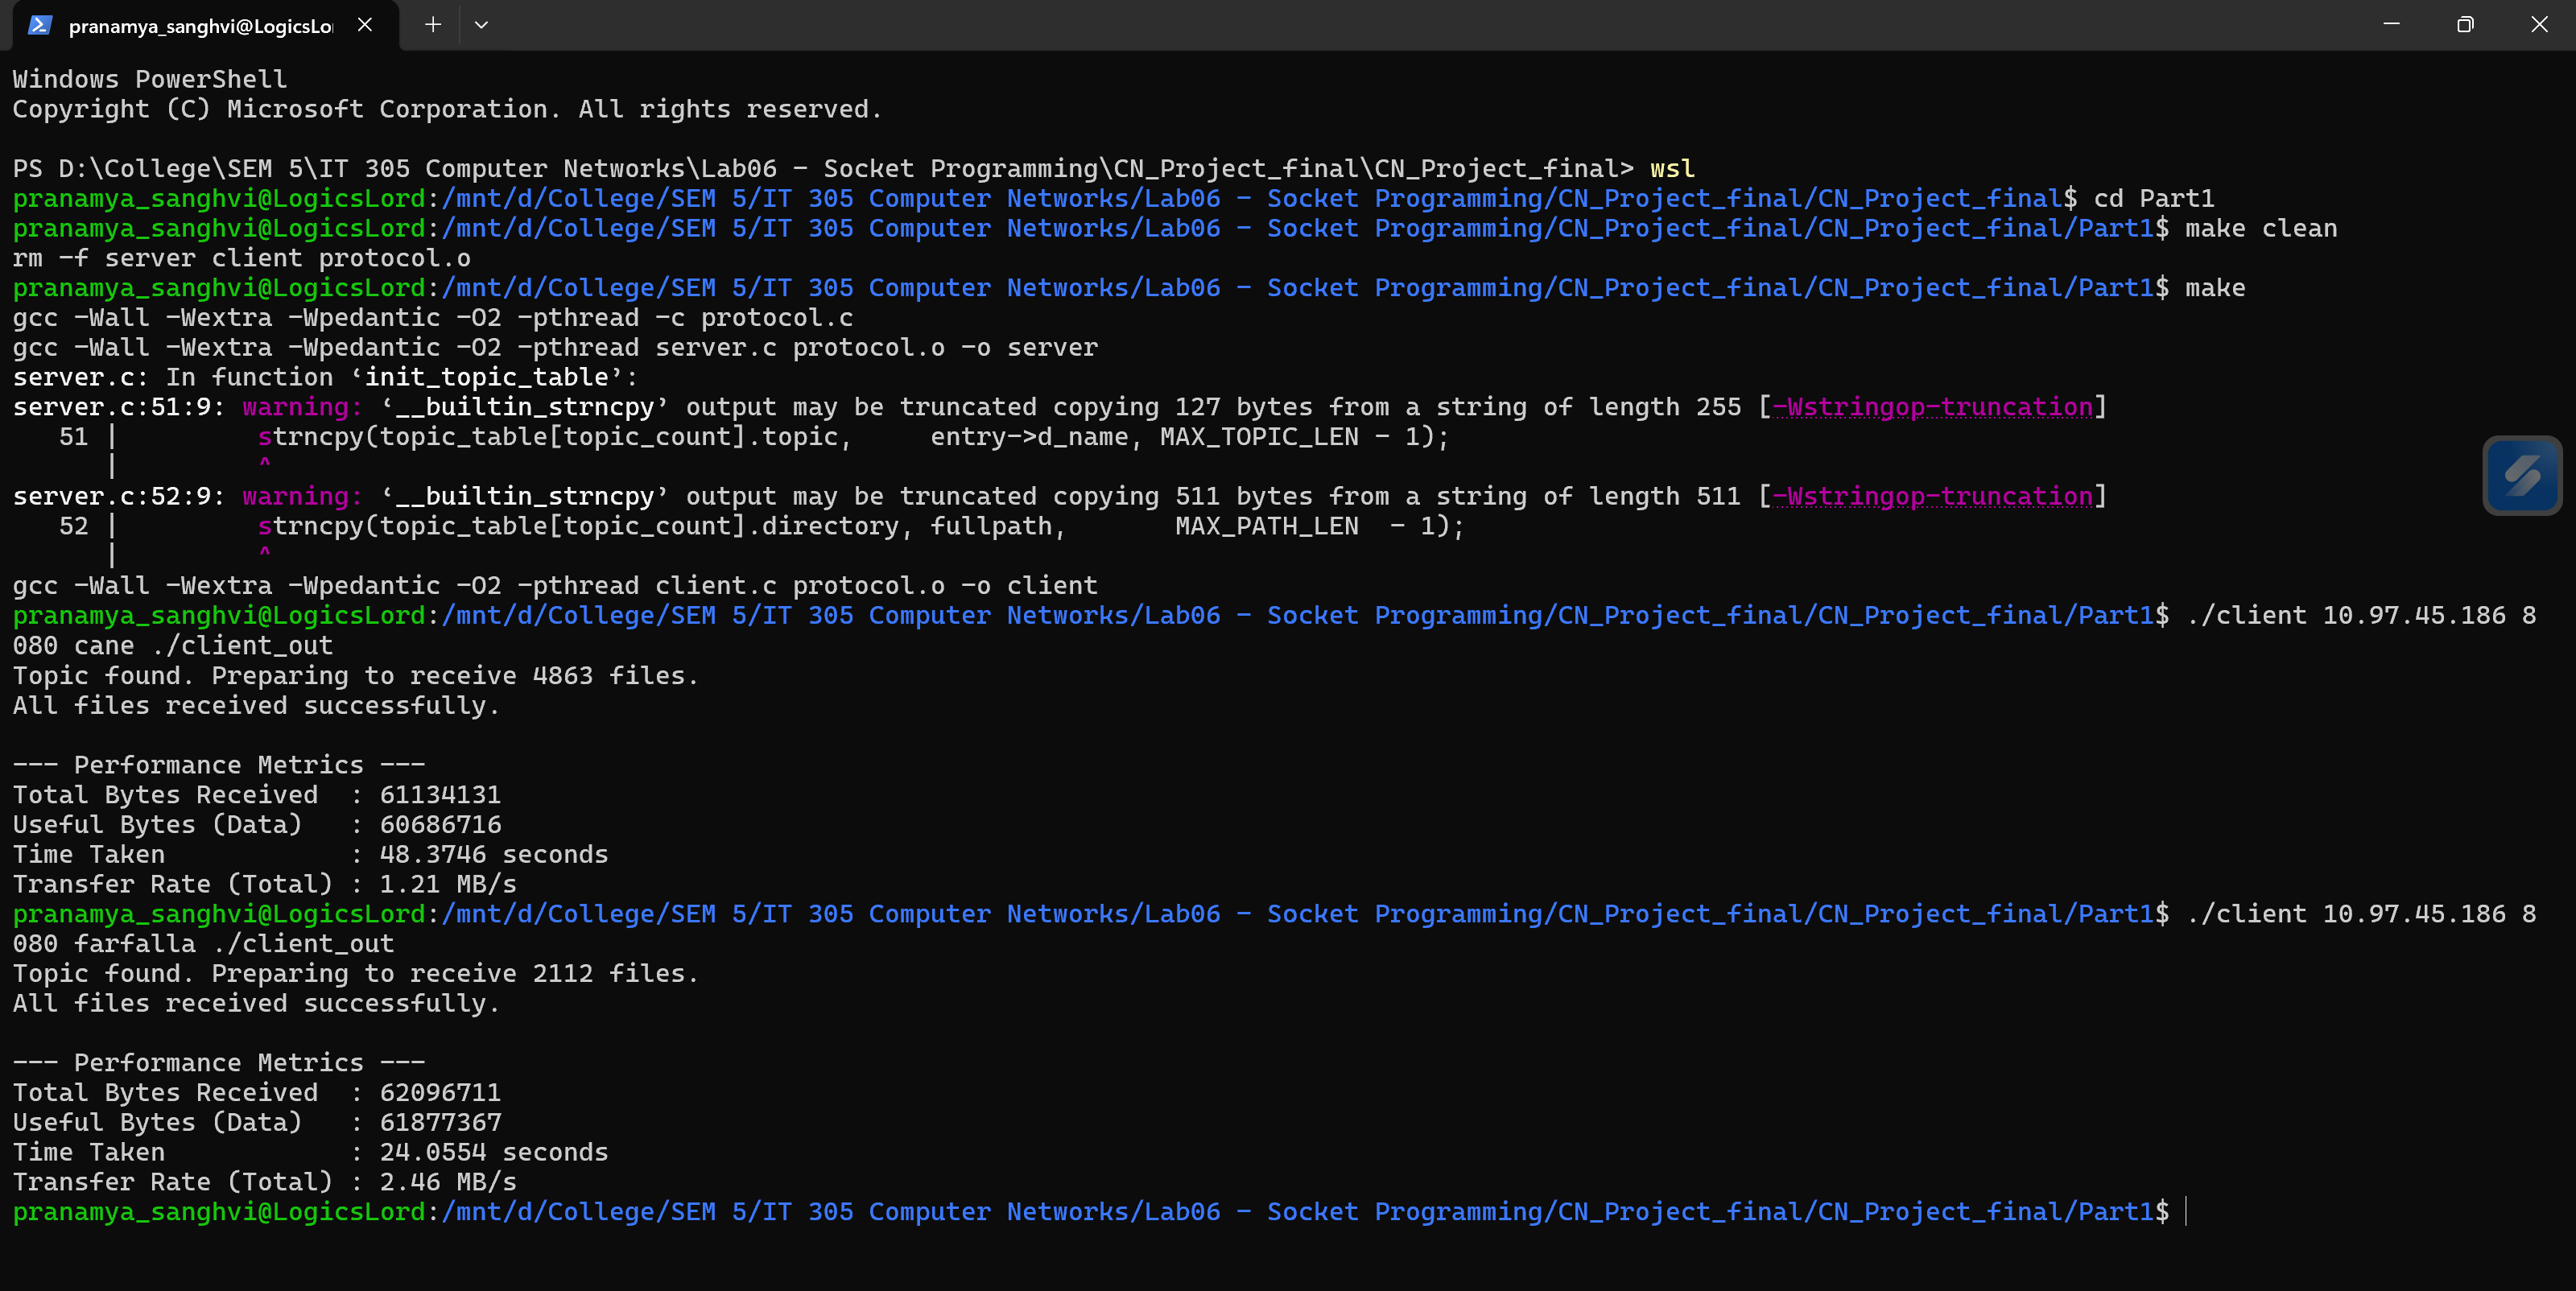 pranamya_sanghvi@LogicsLo
Windows PowerShell
Copyright (C) Microsoft Corporation. All rights reserved.
PS D:\College\SEM 5\IT 305 Computer Networks\Lab06 - Socket Programming\CN_Project_final\CN_Project_final> wsl
pranamya_sanghvi@LogicsLord:/mnt/d/College/SEM 5/IT 305 Computer Networks/Lab06 - Socket Programming/CN_Project_final/CN_Project_final$ cd Part1
pranamya_sanghvi@LogicsLord:/mnt/d/College/SEM 5/IT 305 Computer Networks/Lab06 - Socket Programming/CN_Project_final/CN_Project_final/Part1$ make clean
rm -f server client protocol.o
pranamya_sanghvi@LogicsLord:/mnt/d/College/SEM 5/IT 305 Computer Networks/Lab06 - Socket Programming/CN_Project_final/CN_Project_final/Part1$ make
gcc -Wall -Wextra -Wpedantic -O2 -pthread -c protocol.c
gcc -Wall -Wextra -Wpedantic -O2 -pthread server.c protocol.o -o server
server.c: In function ‘init_topic_table’:
server.c:51:9: warning: ‘__builtin_strncpy’ output may be truncated copying 127 bytes from a string of length 255 [-Wstringop-truncation]
   51 |         strncpy(topic_table[topic_count].topic,     entry->d_name, MAX_TOPIC_LEN - 1);
      |         ^
server.c:52:9: warning: ‘__builtin_strncpy’ output may be truncated copying 511 bytes from a string of length 511 [-Wstringop-truncation]
   52 |         strncpy(topic_table[topic_count].directory, fullpath,       MAX_PATH_LEN  - 1);
      |         ^
gcc -Wall -Wextra -Wpedantic -O2 -pthread client.c protocol.o -o client
pranamya_sanghvi@LogicsLord:/mnt/d/College/SEM 5/IT 305 Computer Networks/Lab06 - Socket Programming/CN_Project_final/CN_Project_final/Part1$ ./client 10.97.45.186 8
080 cane ./client_out
Topic found. Preparing to receive 4863 files.
All files received successfully.
--- Performance Metrics ---
Total Bytes Received  : 61134131
Useful Bytes (Data)   : 60686716
Time Taken            : 48.3746 seconds
Transfer Rate (Total) : 1.21 MB/s
pranamya_sanghvi@LogicsLord:/mnt/d/College/SEM 5/IT 305 Computer Networks/Lab06 - Socket Programming/CN_Project_final/CN_Project_final/Part1$ ./client 10.97.45.186 8
080 farfalla ./client_out
Topic found. Preparing to receive 2112 files.
All files received successfully.
--- Performance Metrics ---
Total Bytes Received  : 62096711
Useful Bytes (Data)   : 61877367
Time Taken            : 24.0554 seconds
Transfer Rate (Total) : 2.46 MB/s
pranamya_sanghvi@LogicsLord:/mnt/d/College/SEM 5/IT 305 Computer Networks/Lab06 - Socket Programming/CN_Project_final/CN_Project_final/Part1$